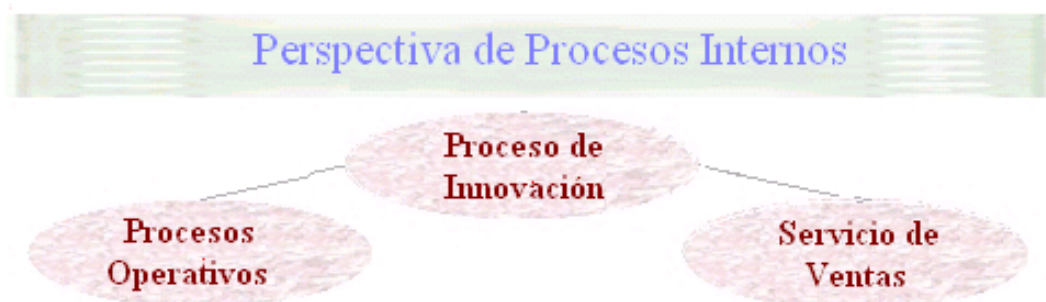 Perspectiva de Procesos Internos
Proceso de
Innovación
Procesos
Operativos
Servicio de
Ventas